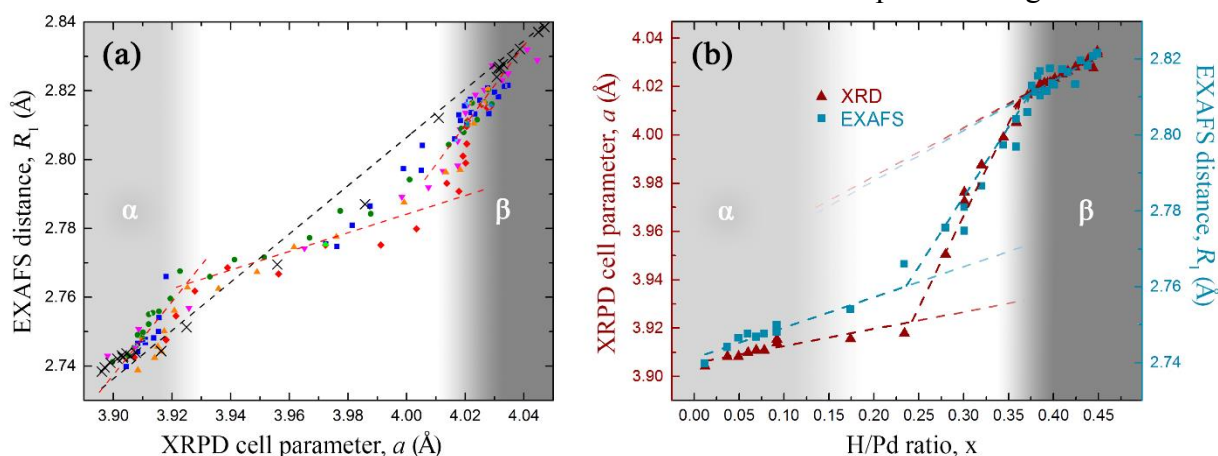 (a)
EXAFS distance, R₁ (Å)
2.84
2.82
2.80
2.78
2.76
2.74
α
β
3.90 3.92 3.94 3.96 3.98 4.00 4.02 4.04
XRPD cell parameter, a (Å)
(b)
XRPD cell parameter, a (Å)
4.04
4.02
4.00
3.98
3.96
3.94
3.92
3.90
XRD
EXAFS
α
β
2.82
2.80
2.78
2.76
2.74
EXAFS distance, R₁ (Å)
0.00 0.05 0.10 0.15 0.20 0.25 0.30 0.35 0.40 0.45
H/Pd ratio, x